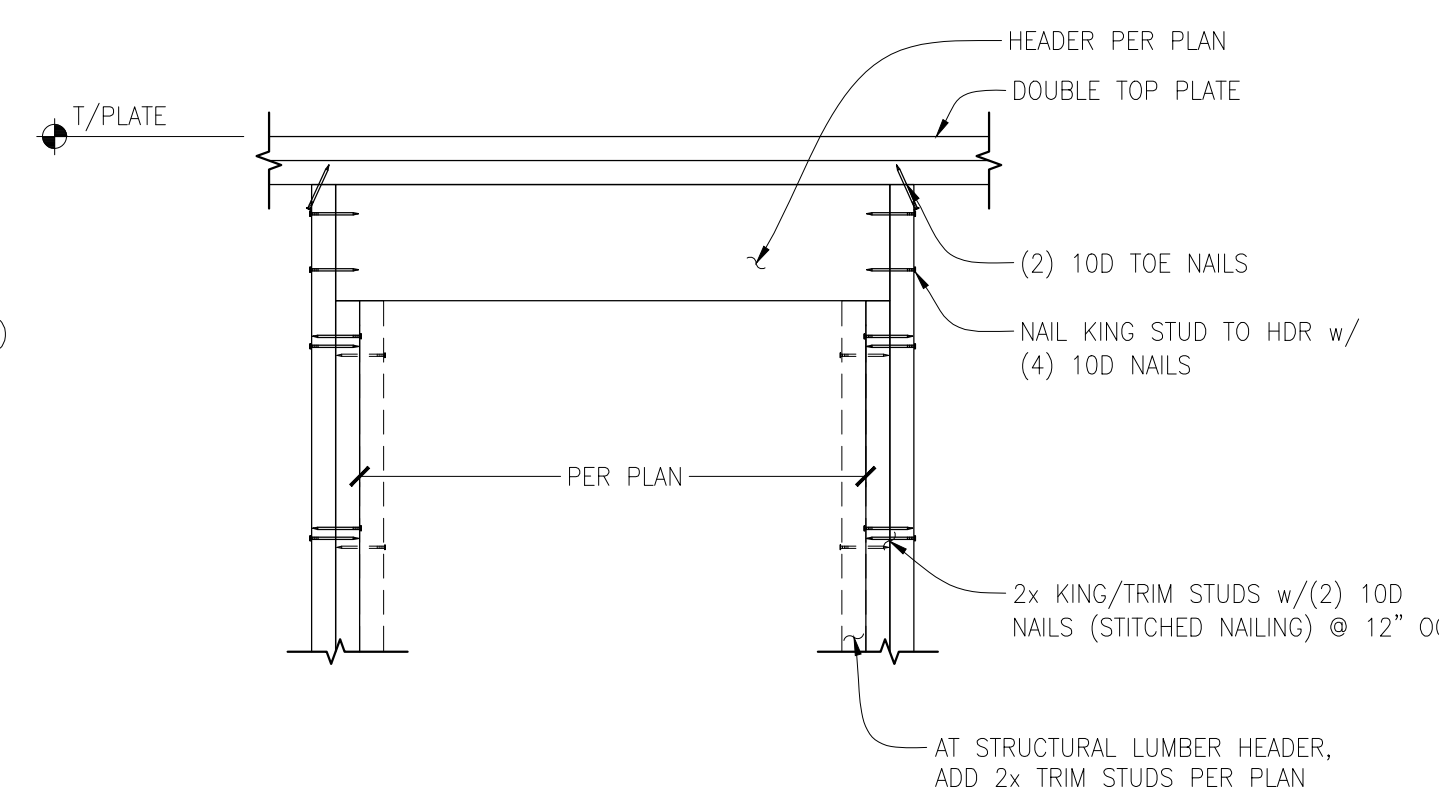 HEADER PER PLAN
DOUBLE TOP PLATE
T/PLATE
(2) 10D TOE NAILS
NAIL KING STUD TO HDR w/
(4) 10D NAILS
PER PLAN
2x KING/TRIM STUDS w/(2) 10D
NAILS (STITCHED NAILING) @ 12"
AT STRUCTURAL LUMBER HEADER,
ADD 2x TRIM STUDS PER PLAN